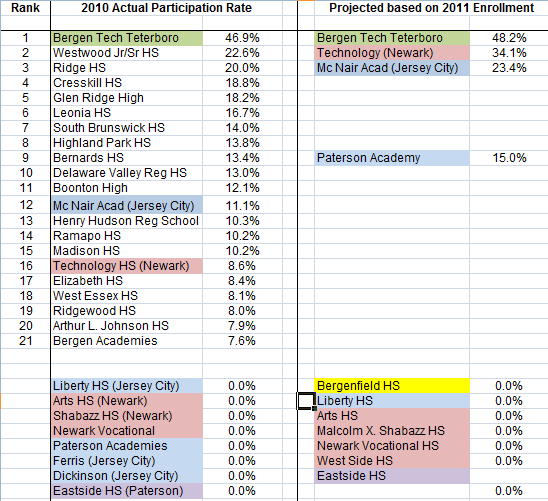 Rank 2010 Actual Participation Rate Projected based on 2011 Enrollment
1 Bergen Tech Teterboro 46.9% Bergen Tech Teterboro 48.2%
2 Westwood Jr/Sr HS 22.6% Technology (Newark) 34.1%
3 Ridge HS 20.0% Mc Nair Acad (Jersey City) 23.4%
4 Cresskill HS 18.8%
5 Glen Ridge High 18.2%
6 Leonia HS 16.7%
7 South Brunswick HS 14.0%
8 Highland Park HS 13.8%
9 Bernards HS 13.4% Paterson Academy 15.0%
10 Delaware Valley Reg HS 13.0%
11 Boonton High 12.1%
12 Mc Nair Acad (Jersey City) 11.1%
13 Henry Hudson Reg School 10.3%
14 Ramapo HS 10.2%
15 Madison HS 10.2%
16 Technology HS (Newark) 8.6%
17 Elizabeth HS 8.4%
18 West Essex HS 8.1%
19 Ridgewood HS 8.0%
20 Arthur L. Johnson HS 7.9%
21 Bergen Academies 7.6%
Liberty HS (Jersey City) 0.0% Bergenfield HS 0.0%
Arts HS (Newark) 0.0% Liberty HS 0.0%
Shabazz HS (Newark) 0.0% Arts HS 0.0%
Newark Vocational 0.0% Malcolm X. Shabazz HS 0.0%
Paterson Academies 0.0% Newark Vocational HS 0.0%
Ferris (Jersey City) 0.0% West Side HS 0.0%
Dickinson (Jersey City) 0.0% Eastside HS
Eastside HS (Paterson) 0.0% 0.0%